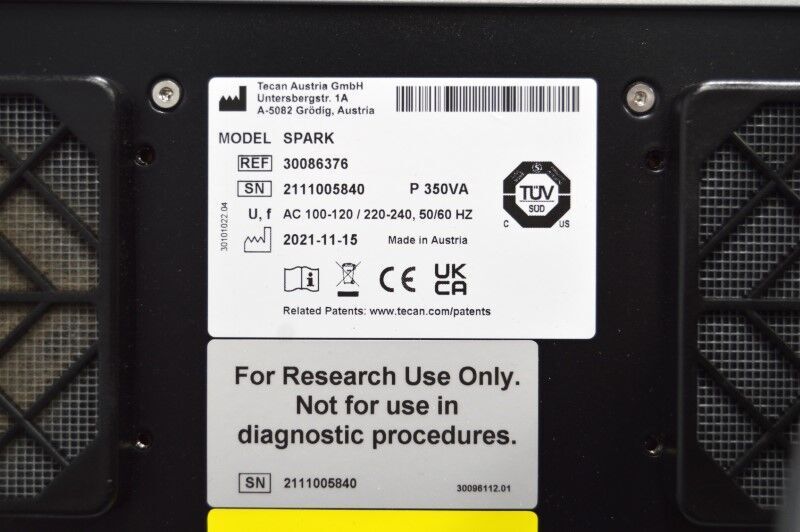 Tecan Austria GmbH
Untersbergstr. 1A
A-5082 Grödig, Austria
MODEL SPARK
REF 30086376
SN 2111005840 P 350VA
U, f AC 100-120 / 220-240, 50/60 HZ
2021-11-15 Made in Austria
30101022.04
TÜV
SÜD
C US
i CE UK
CA
Related Patents: www.tecan.com/patents
For Research Use Only.
Not for use in
diagnostic procedures.
SN 2111005840 30096112.01